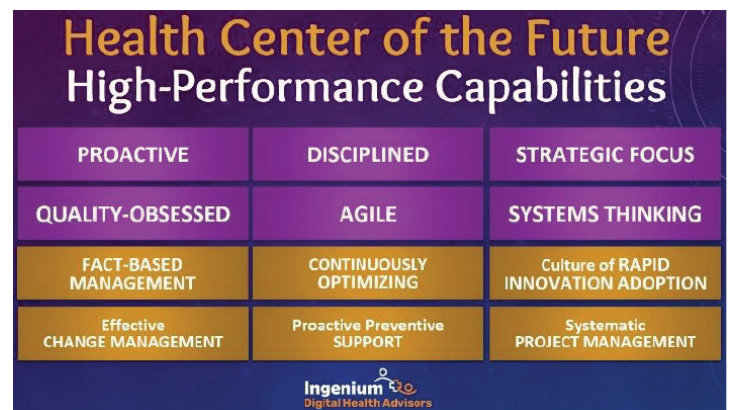 Health Center of the Future
High-Performance Capabilities
PROACTIVE
DISCIPLINED
STRATEGIC FOCUS
QUALITY-OBSESSED
AGILE
SYSTEMS THINKING
FACT-BASED
MANAGEMENT
CONTINUOUSLY
OPTIMIZING
Culture of RAPID
INNOVATION ADOPTION
Effective
CHANGE MANAGEMENT
Proactive Preventive
SUPPORT
Systematic
PROJECT MANAGEMENT
Ingenium
Digital Health Advisors